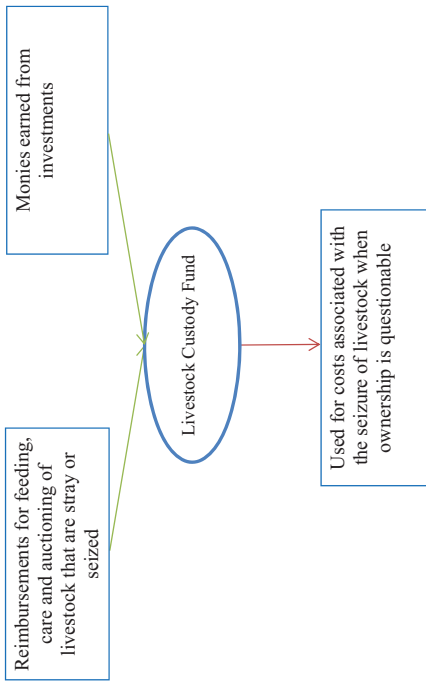 Reimbursements for feeding,
care and auctioning of
livestock that are stray or
seized
Monies earned from
investments
Livestock Custody Fund
Used for costs associated with
the seizure of livestock when
ownership is questionable